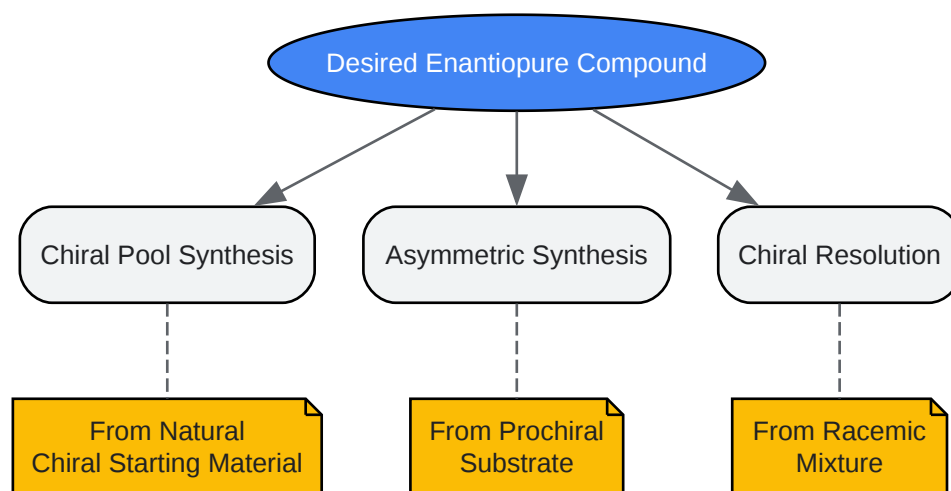 Desired Enantiopure Compound
Chiral Pool Synthesis
Asymmetric Synthesis
Chiral Resolution
From Natural
Chiral Starting Material
From Prochiral
Substrate
From Racemic
Mixture